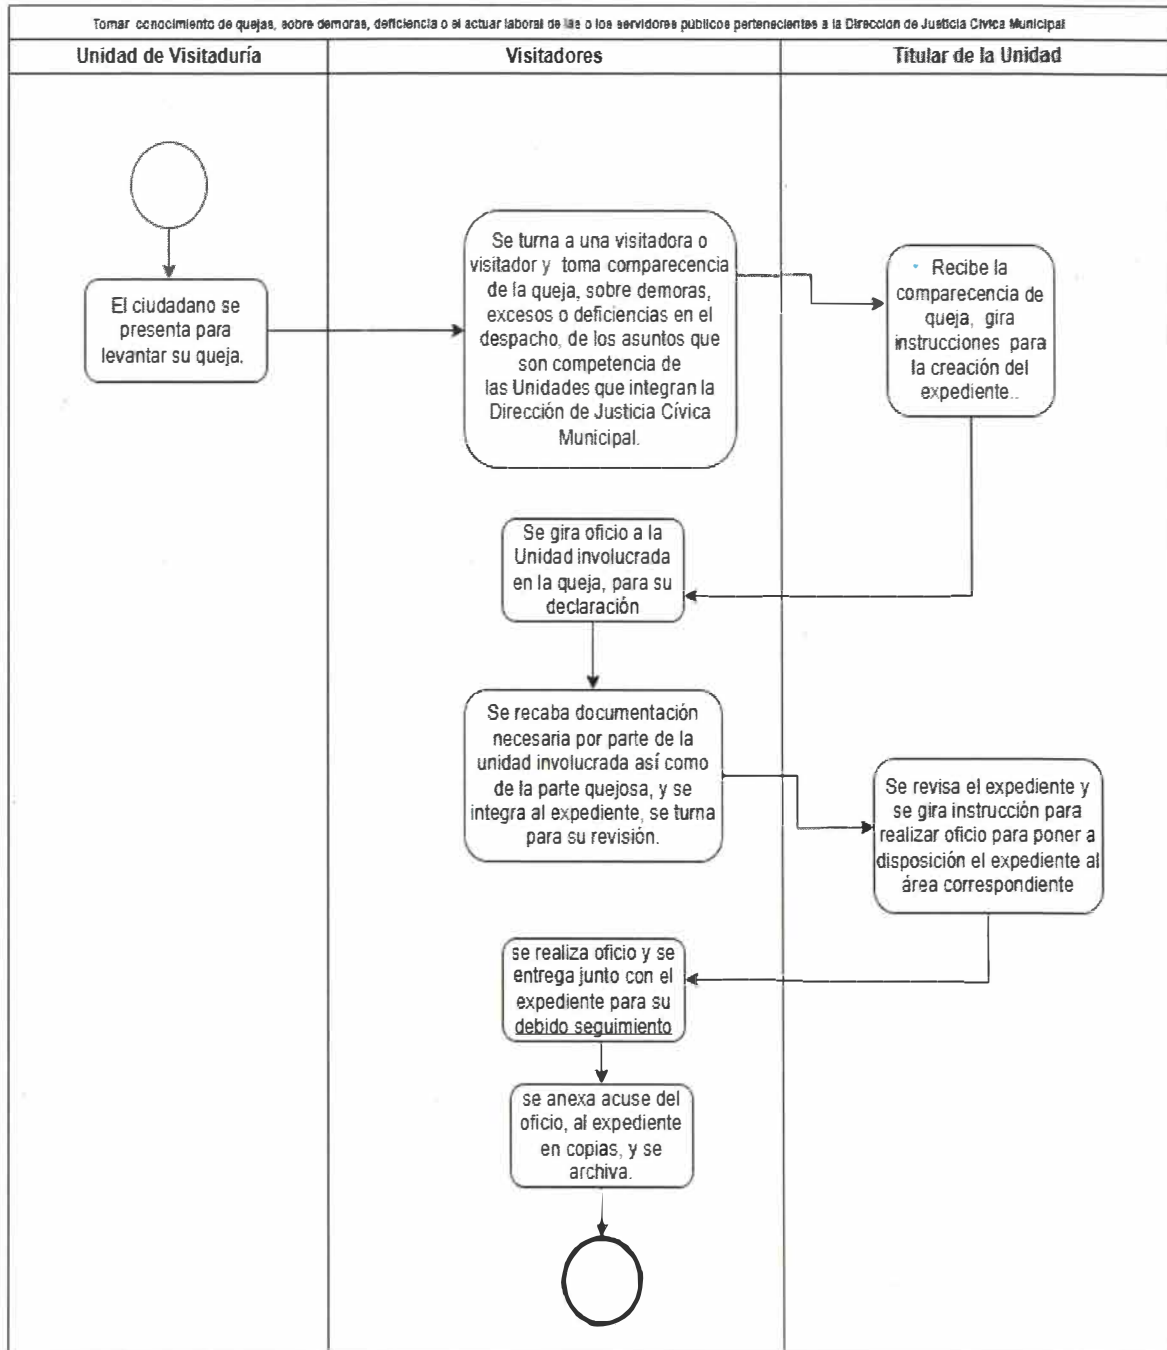 Tomar conocimiento de quejas, sobre demoras, deficiencia o el actuar laboral de las o los servidores públicos pertenecientes a la Dirección de Justicia Cívica Municipal
Unidad de Visitaduría
Visitadores
Titular de la Unidad
El ciudadano se
presenta para
levantar su queja.
Se turna a una visitadora o
visitador y toma comparecencia
de la queja, sobre demoras,
excesos o deficiencias en el
despacho, de los asuntos que
son competencia de
las Unidades que integran la
Dirección de Justicia Cívica
Municipal.
Recibe la
comparecencia de
queja, gira
instrucciones para
la creación del
expediente..
Se gira oficio a la
Unidad involucrada
en la queja, para su
declaración
Se recaba documentación
necesaria por parte de la
unidad involucrada así como
de la parte quejosa, y se
integra al expediente, se turna
para su revisión.
Se revisa el expediente y
se gira instrucción para
realizar oficio para poner a
disposición el expediente al
área correspondiente
se realiza oficio y se
entrega junto con el
expediente para su
debido seguimiento
se anexa acuse del
oficio, al expediente
en copias, y se
archiva.